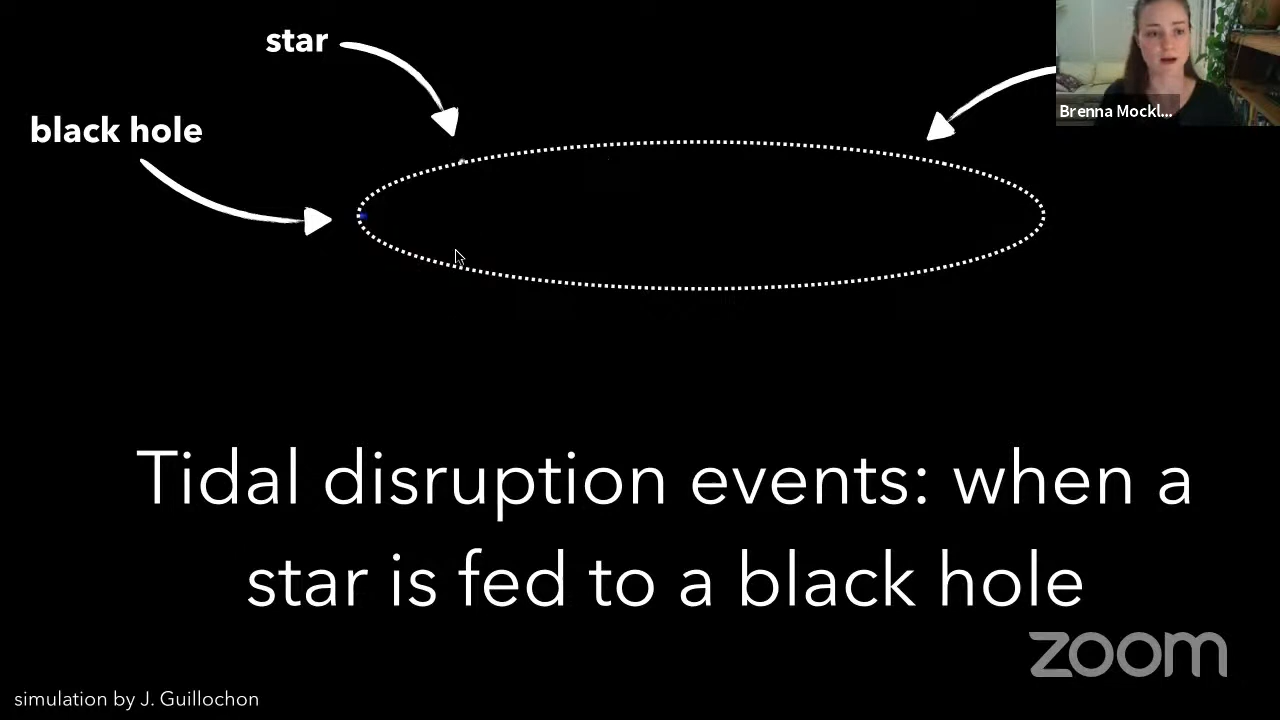 star
black hole
Brenna Mockl...
Tidal disruption events: when a
star is fed to a black hole
zoom
simulation by J. Guillochon